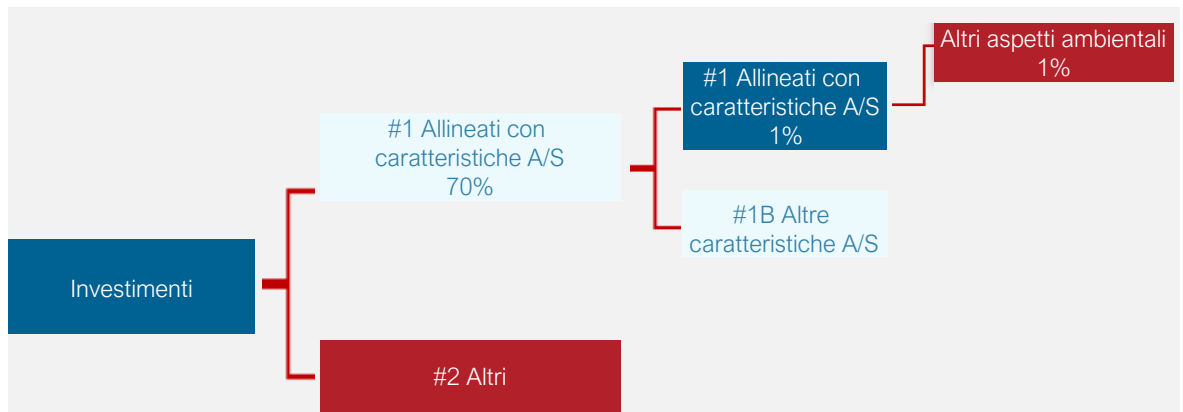 Investimenti
#1 Allineati con
caratteristiche A/S
70%
#2 Altri
#1 Allineati con
caratteristiche A/S
1%
#1B Altre
caratteristiche A/S
Altri aspetti ambientali
1%